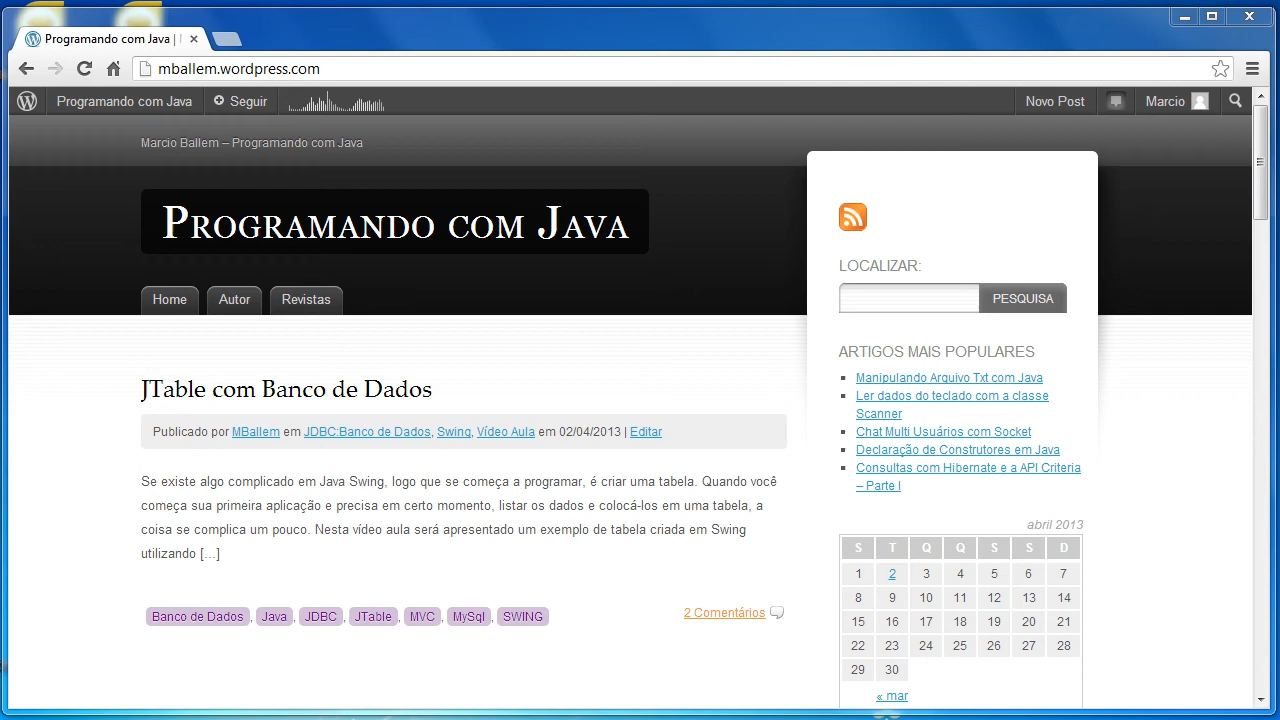 Programando com Java |
mballem.wordpress.com
Programando com Java Seguir Novo Post Marcio
Marcio Ballem – Programando com Java
Programando com Java
Home Autor Revistas
LOCALIZAR:
PESQUISA
ARTIGOS MAIS POPULARES
Manipulando Arquivo Txt com Java
Ler dados do teclado com a classe
Scanner
Chat Multi Usuários com Socket
Declaração de Construtores em Java
Consultas com Hibernate e a API Criteria
– Parte I
JTable com Banco de Dados
Publicado por MBallem em JDBC:Banco de Dados, Swing, Vídeo Aula em 02/04/2013 | Editar
Se existe algo complicado em Java Swing, logo que se começa a programar, é criar uma tabela. Quando você
começa sua primeira aplicação e precisa em certo momento, listar os dados e colocá-los em uma tabela, a
coisa se complica um pouco. Nesta vídeo aula será apresentado um exemplo de tabela criada em Swing
utilizando [...]
Banco de Dados, Java, JDBC, JTable, MVC, MySql, SWING
2 Comentários
abril 2013
S T Q Q S S D
1 2 3 4 5 6 7
8 9 10 11 12 13 14
15 16 17 18 19 20 21
22 23 24 25 26 27 28
29 30
« mar